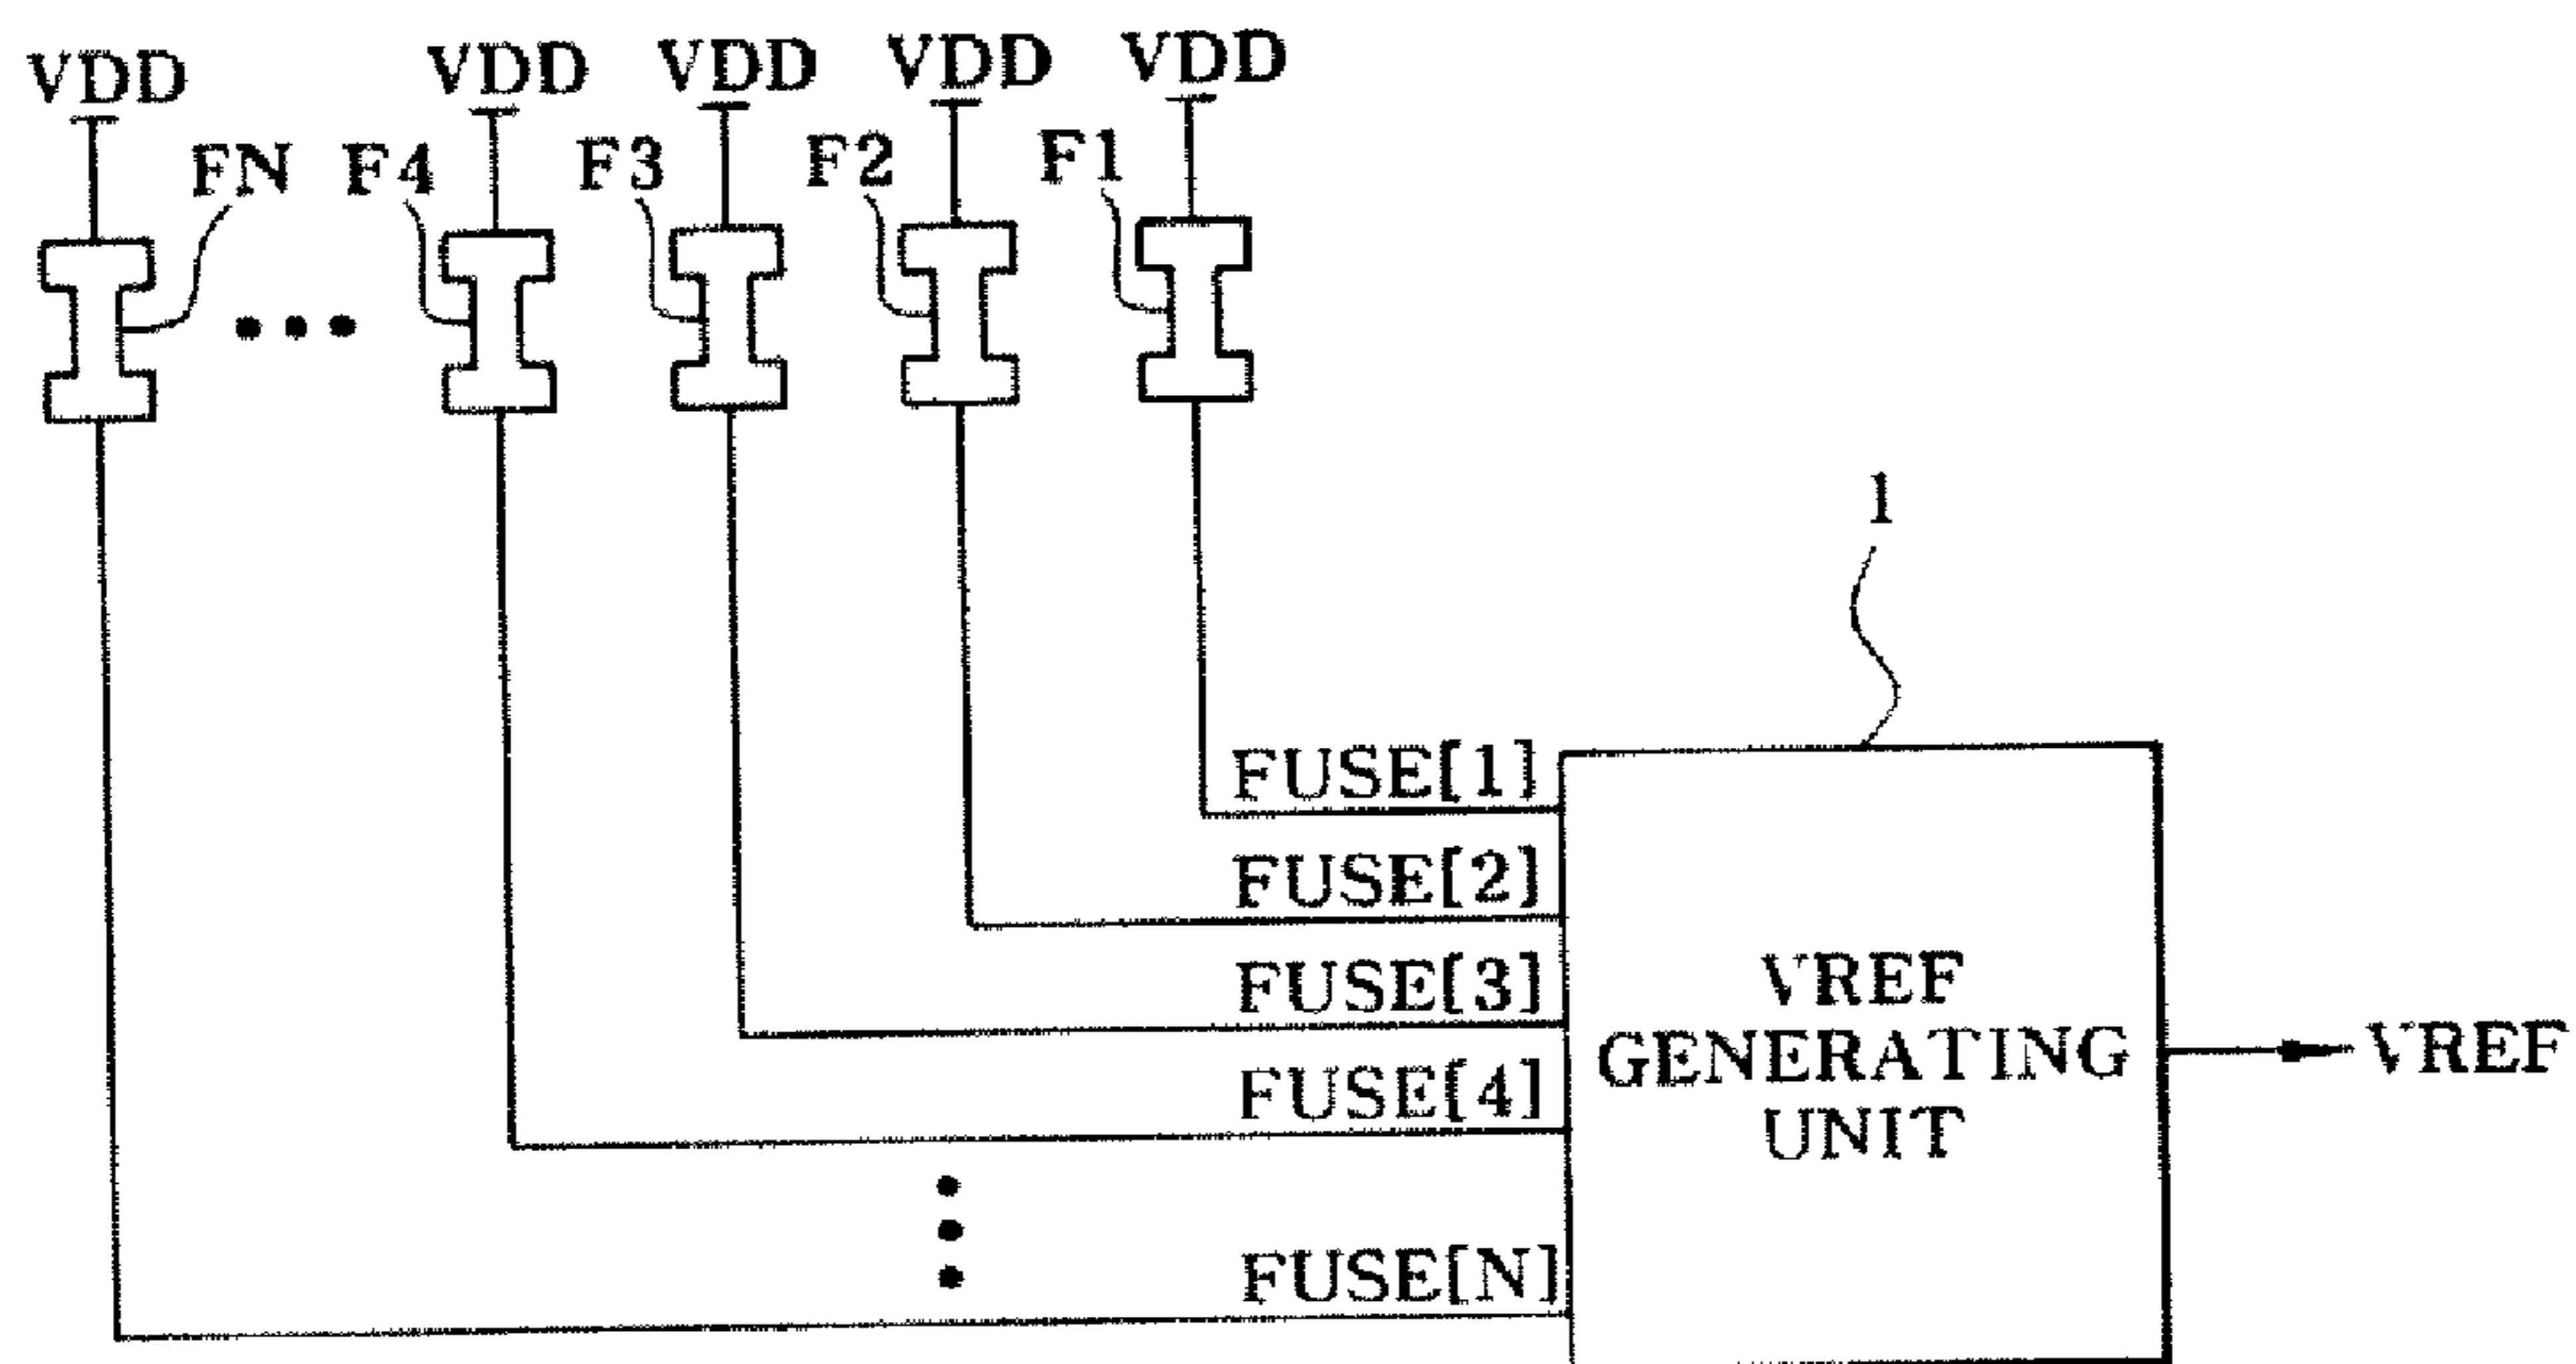 VDD VDD VDD VDD VDD
FN F4 F3 F2 F1
1
FUSE[1]
FUSE[2]
FUSE[3]
FUSE[4]
FUSE[N]
VREF
GENERATING
UNIT
VREF